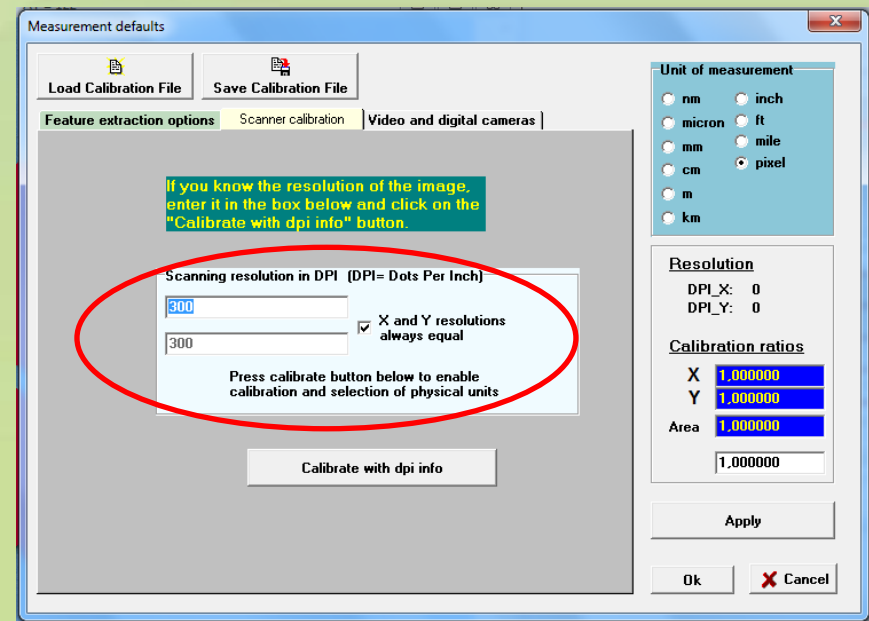 Measurement defaults
Load Calibration File
Save Calibration File
Feature extraction options
Scanner calibration
Video and digital cameras
If you know the resolution of the image,
enter it in the box below and click on the
"Calibrate with dpi info" button.
Scanning resolution in DPI (DPI= Dots Per Inch)
300
300
X and Y resolutions
always equal
Press calibrate button below to enable
calibration and selection of physical units
Calibrate with dpi info
Unit of measurement
nm
micron
mm
cm
m
km
inch
ft
mile
pixel
Resolution
DPI_X: 0
DPI_Y: 0
Calibration ratios
X 1,000000
Y 1,000000
Area 1,000000
1,000000
Apply
Ok
Cancel